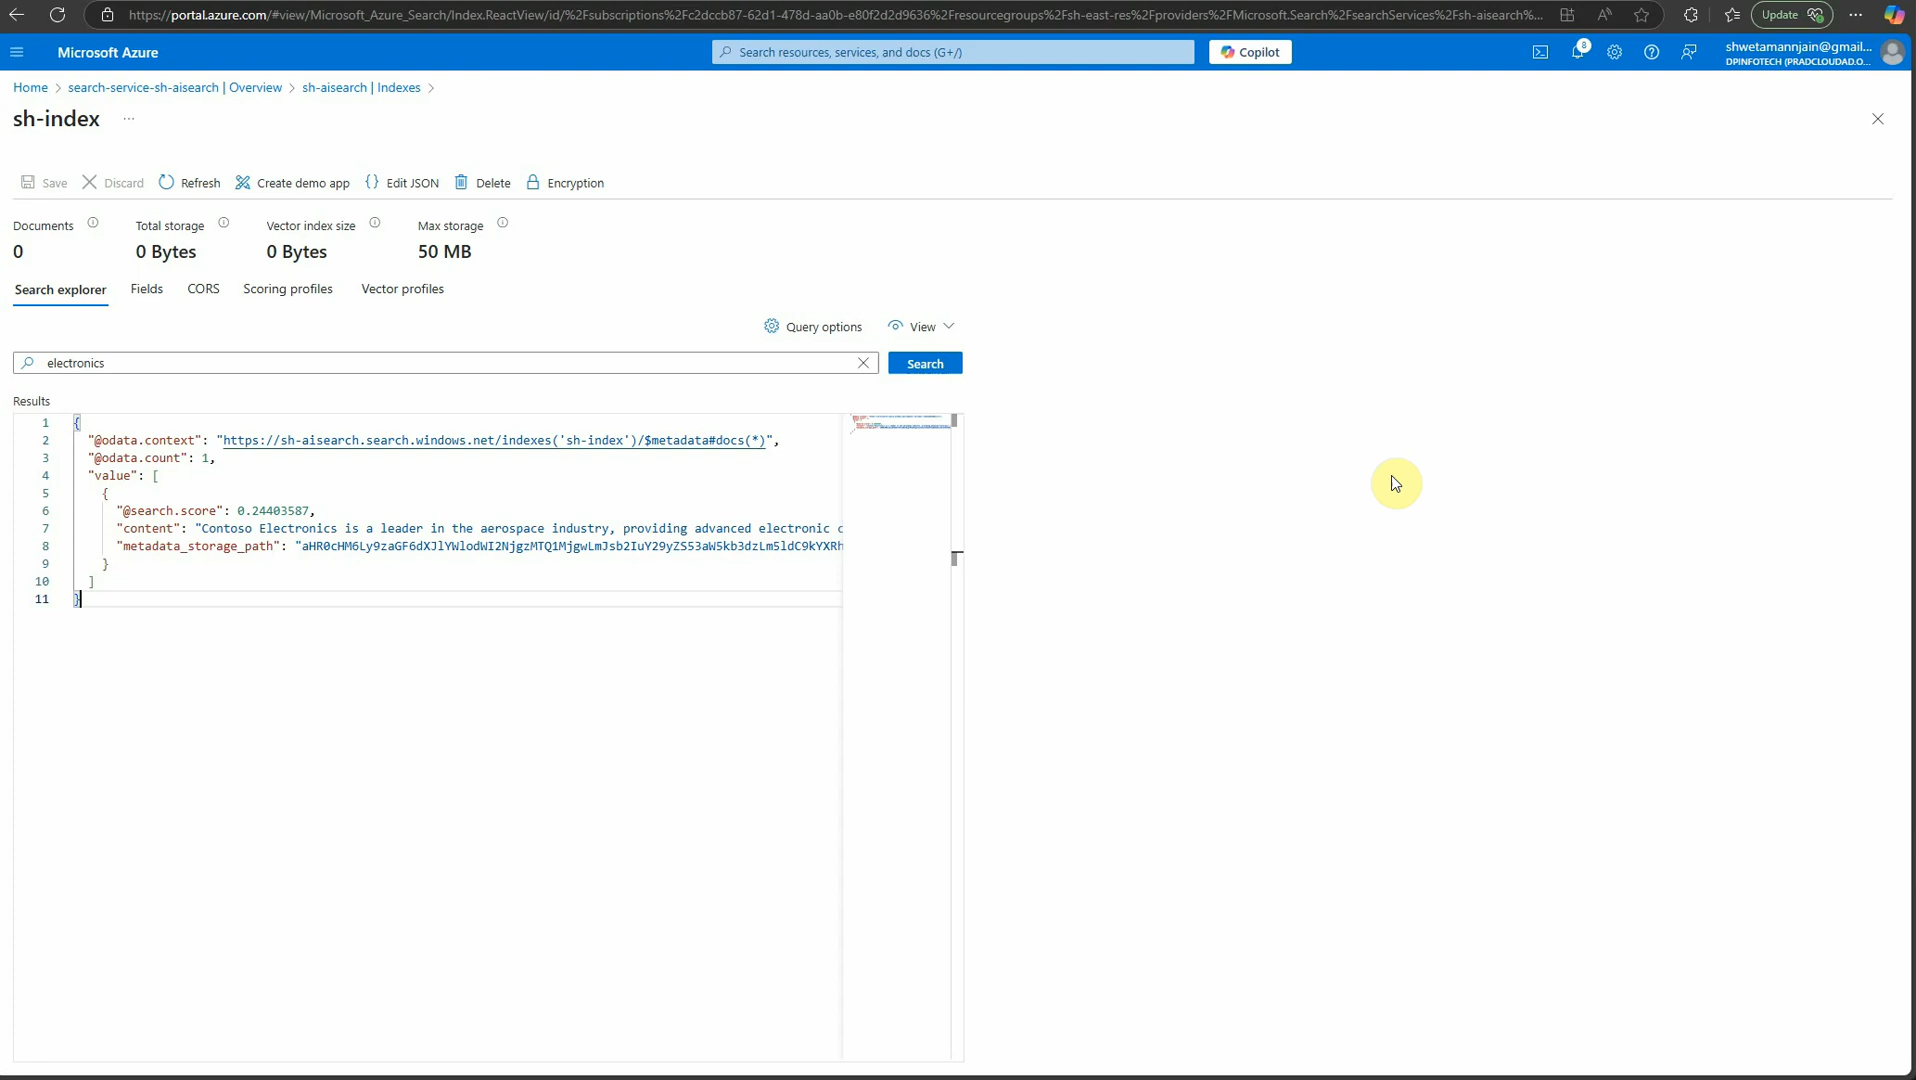 https://portal.azure.com/#view/Microsoft_Azure_Search/Index.ReactView/id/%2Fsubscriptions%2Fc2dccb87-62d1-478d-aa0b-e80f2d2d9636%2Fresourcegroups%2Fsh-east-res%2Fproviders%2FMicrosoft.Search%2FsearchServices%2Fsh-aisearch%...
Update
Microsoft Azure
Search resources, services, and docs (G+/)
Copilot
8
shwetamannjain@gmail...
DPINFOTECH (PRADCLOUDAD.O...
Home > search-service-sh-aisearch | Overview > sh-aisearch | Indexes >
sh-index ...
Save Discard Refresh Create demo app Edit JSON Delete Encryption
Documents Total storage Vector index size Max storage
0 0 Bytes 0 Bytes 50 MB
Search explorer Fields CORS Scoring profiles Vector profiles
Query options View
electronics
Search
Results
1 {
2 "@odata.context": "https://sh-aisearch.search.windows.net/indexes('sh-index')/$metadata#docs(*)",
3 "@odata.count": 1,
4 "value": [
5 {
6 "@search.score": 0.24403587,
7 "content": "Contoso Electronics is a leader in the aerospace industry, providing advanced electronic c
8 "metadata_storage_path": "aHR0cHM6Ly9zaGF6dXJlYWlodWI2NjgzMTQ1MjgwLmJsb2IuY29yZS53aW5kb3dzLm5ldC9kYXRh
9 }
10 ]
11 }